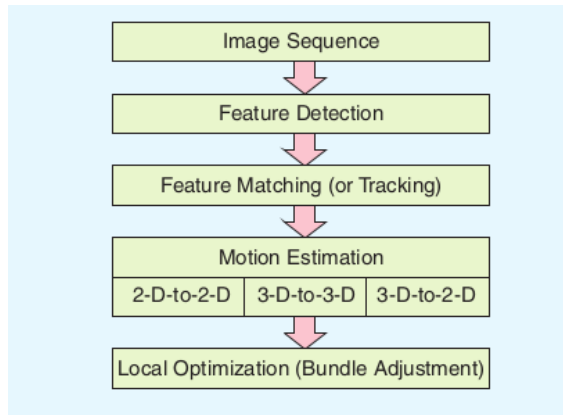 Image Sequence
Feature Detection
Feature Matching (or Tracking)
Motion Estimation
2-D-to-2-D 3-D-to-3-D 3-D-to-2-D
Local Optimization (Bundle Adjustment)